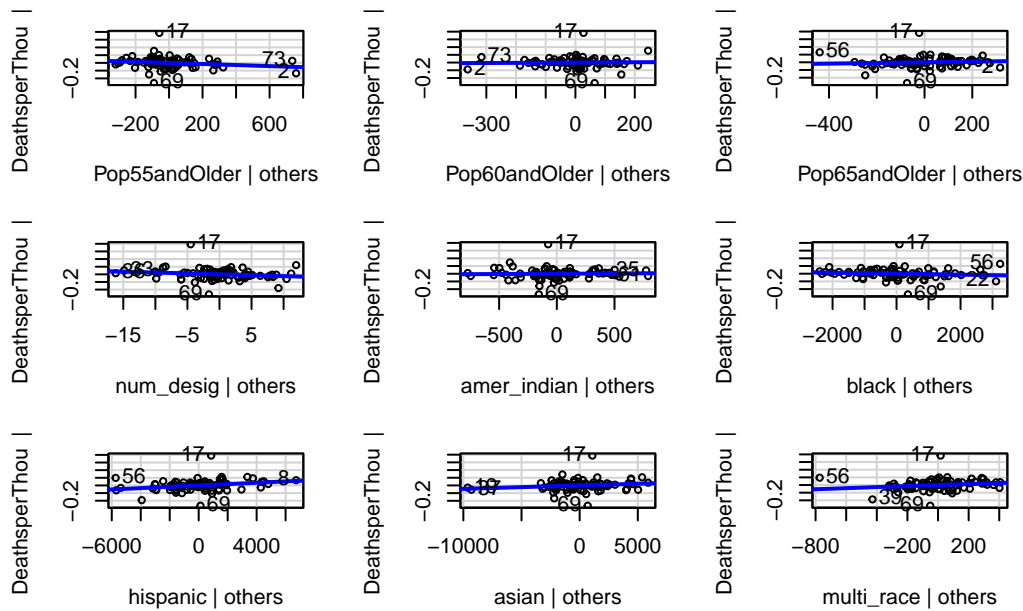 DeathsperThou |
−0.2
17
73
2
69
−200 200 600
Pop55andOlder | others
DeathsperThou |
17
73
2
69
−300 0 200
Pop60andOlder | others
DeathsperThou |
−0.2
17
56
2
69
−400 0 200
Pop65andOlder | others
DeathsperThou |
−0.2
17
69
−15 −5 5
num_desig | others
DeathsperThou |
−0.2
17
69
−500 0 500
amer_indian | others
DeathsperThou |
−0.2
17
56
22
69
−2000 0 2000
black | others
DeathsperThou |
−0.2
17
56
69
−6000 0 4000
hispanic | others
DeathsperThou |
−0.2
17
69
−10000 0 5000
asian | others
DeathsperThou |
−0.2
17
56
39
69
−800 −200 200
multi_race | others